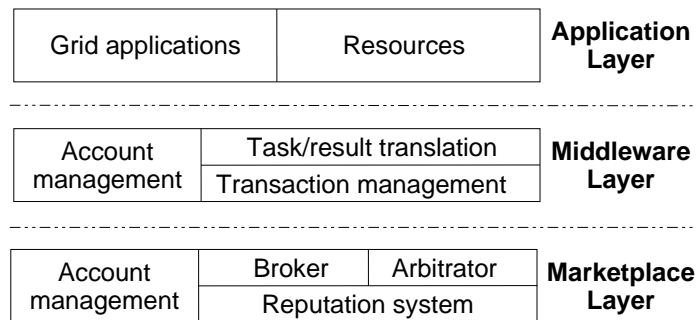 Grid applications
Resources
Application
Layer
Account
management
Task/result translation
Transaction management
Middleware
Layer
Account
management
Broker
Arbitrator
Reputation system
Marketplace
Layer